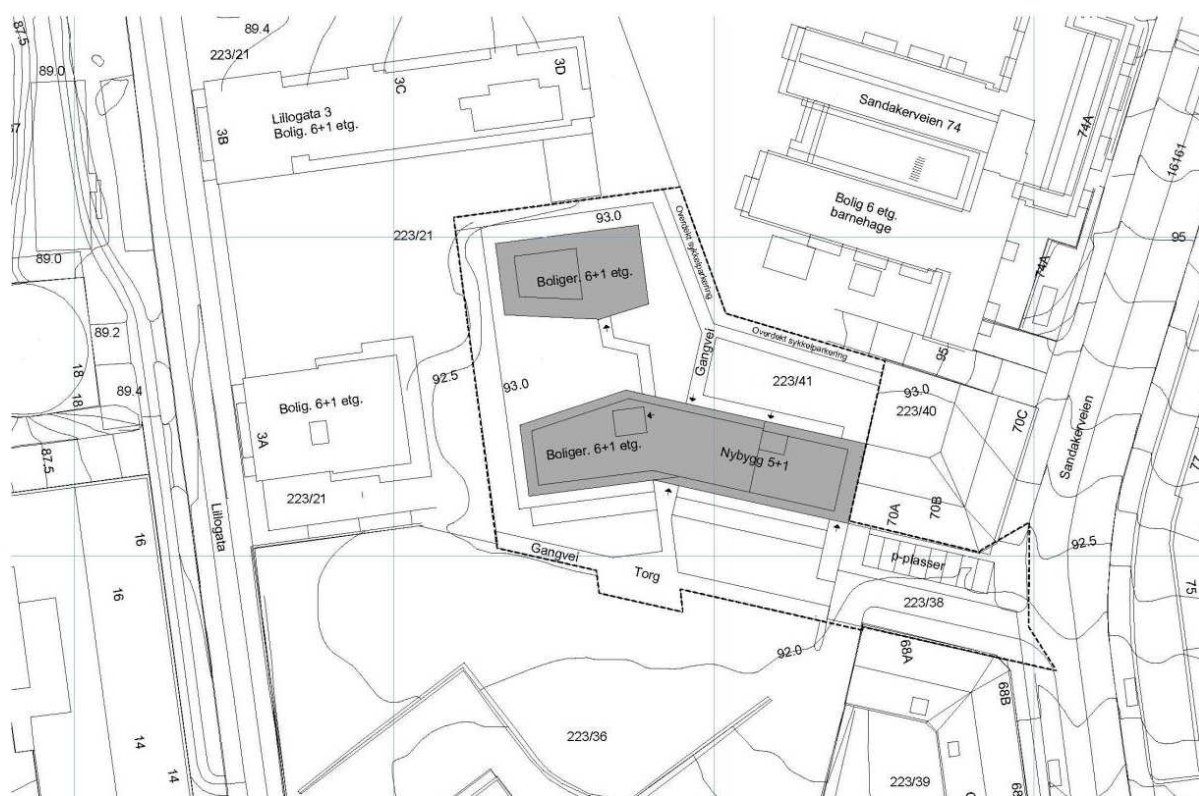 87.5
89.4
223/21
89.0
3C
3D
Lillogata 3
Bolig. 6+1 etg.
3B
Sandakerveien 74
74A
16161
Bolig 6 etg.
barnehage
93.0
Overdekt sykkelparkering
223/21
95
74A
89.0
Boliger. 6+1 etg.
89.2
18
18
89.4
Overdekt sykkelparkering
Gangvei
95
92.5
93.0
223/41
93.0
223/40
70C
Bolig. 6+1 etg.
3A
Boliger. 6+1 etg.
Nybygg 5+1
Sandakerveien
87.5
223/21
Lillogata
70A
70B
77
16
16
Gangvei
Torg
p-plasser
92.5
75
223/38
92.0
68A
68B
223/36
14
14
223/39
68